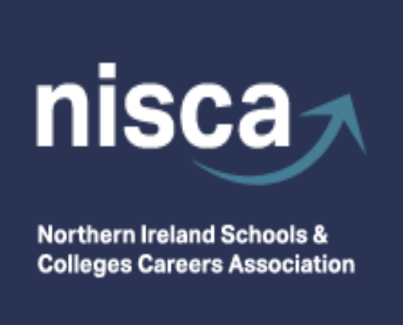 nisca
Northern Ireland Schools &
Colleges Careers Association